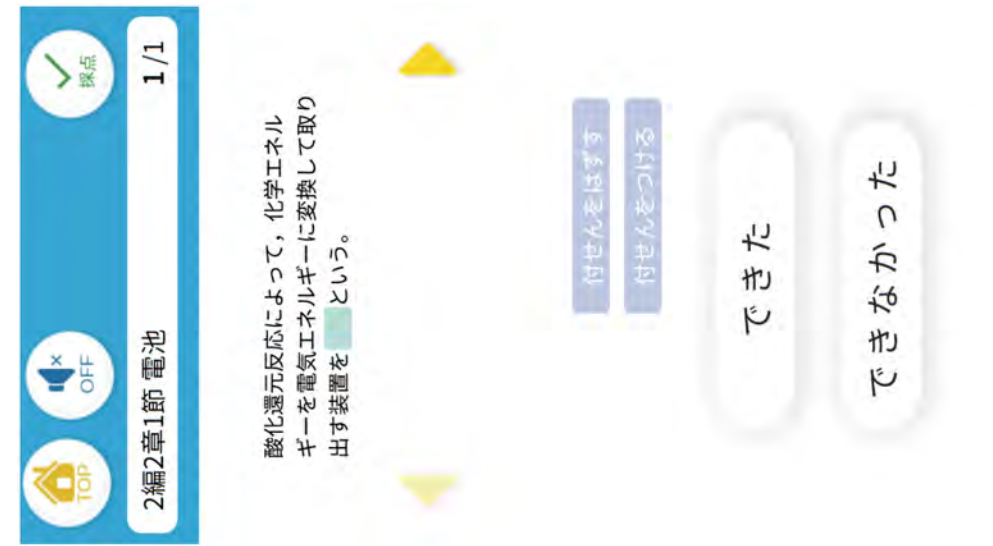 TOP
OFF
採点
2編2章1節 電池
1/1
酸化還元反応によって，化学エネル
ギーを電気エネルギーに変換して取り
出す装置を という。
付せんをはずす
付せんをつける
できた
できなかった